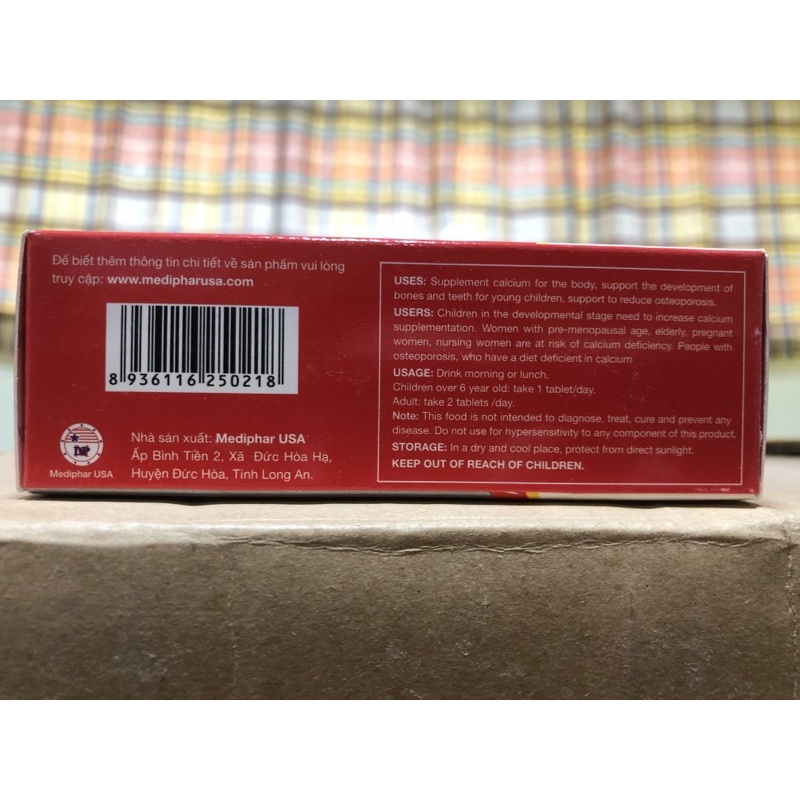 Để biết thêm thông tin chi tiết về sản phẩm vui lòng
truy cập: www.medipharusa.com
8 936116 250218
Mediphar USA
Nhà sản xuất: Mediphar USA
Ấp Bình Tiền 2, Xã Đức Hòa Hạ,
Huyện Đức Hòa, Tỉnh Long An.
USES: Supplement calcium for the body, support the development of
bones and teeth for young children, support to reduce osteoporosis.
USERS: Children in the developmental stage need to increase calcium
supplementation. Women with pre-menopausal age, elderly, pregnant
women, nursing women are at risk of calcium deficiency. People with
osteoporosis, who have a diet deficient in calcium
USAGE: Drink morning or lunch.
Children over 6 year old: take 1 tablet/day.
Adult: take 2 tablets /day.
Note: This food is not intended to diagnose, treat, cure and prevent any
disease. Do not use for hypersensitivity to any component of this product.
STORAGE: In a dry and cool place, protect from direct sunlight.
KEEP OUT OF REACH OF CHILDREN.